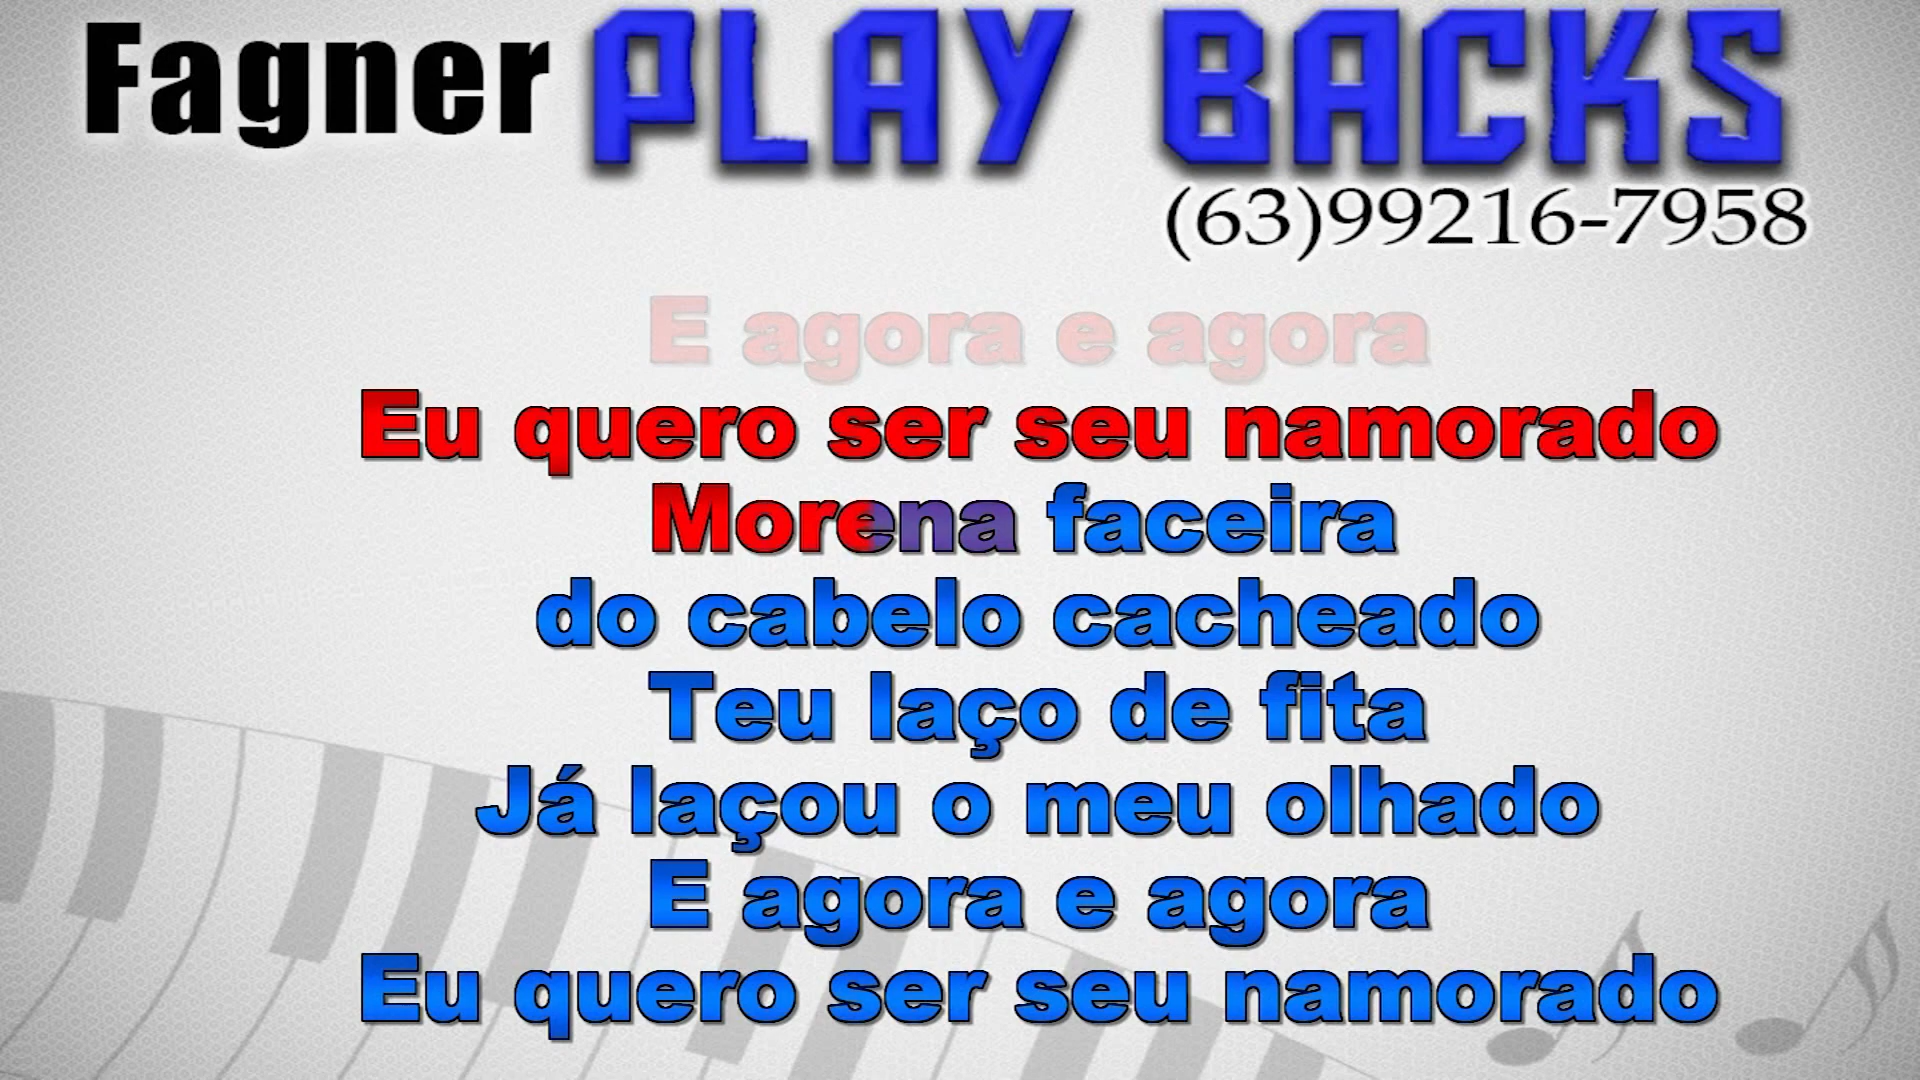 Fagner PLAY BACKS
(63)99216-7958
E agora e agora
Eu quero ser seu namorado
Morena faceira
do cabelo cacheado
Teu laço de fita
Já laçou o meu olhado
E agora e agora
Eu quero ser seu namorado